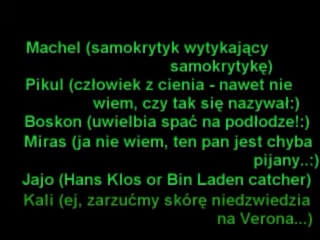 Machel (samokrytyk wytykający
samokrytykę)
Pikul (człowiek z cienia - nawet nie
wiem, czy tak się nazywał:)
Boskon (uwielbia spać na podłodze!:)
Miras (ja nie wiem, ten pan jest chyba
pijany..:)
Jajo (Hans Klos or Bin Laden catcher)
Kali (ej, zarzućmy skórę niedzwiedzia
na Verona...)